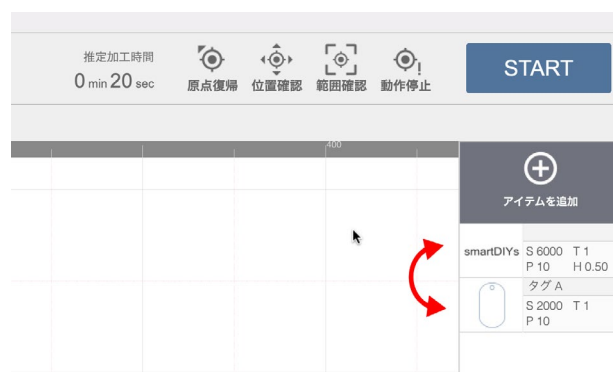 推定加工時間
0 min 20 sec
原点復帰
位置確認
範囲確認
動作停止
START
400
アイテムを追加
smartDIYs
S 6000 T 1
P 10 H 0.50
タグ A
S 2000 T 1
P 10